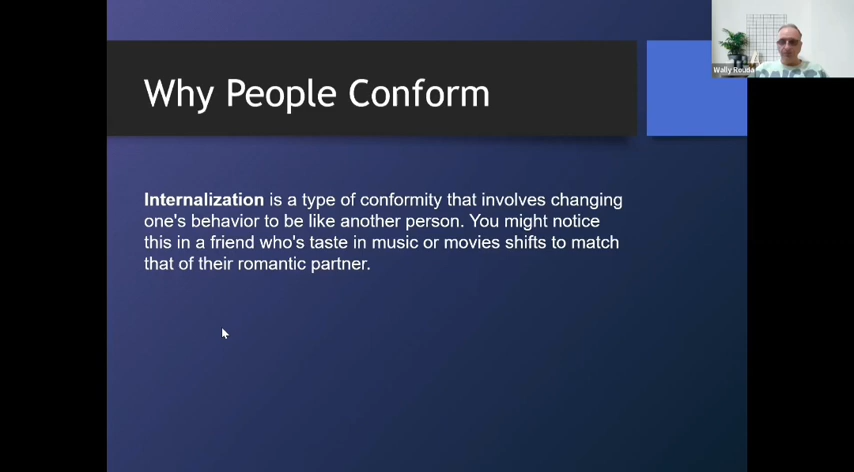 Wally Rouda
Why People Conform
Internalization is a type of conformity that involves changing
one's behavior to be like another person. You might notice
this in a friend who's taste in music or movies shifts to match
that of their romantic partner.